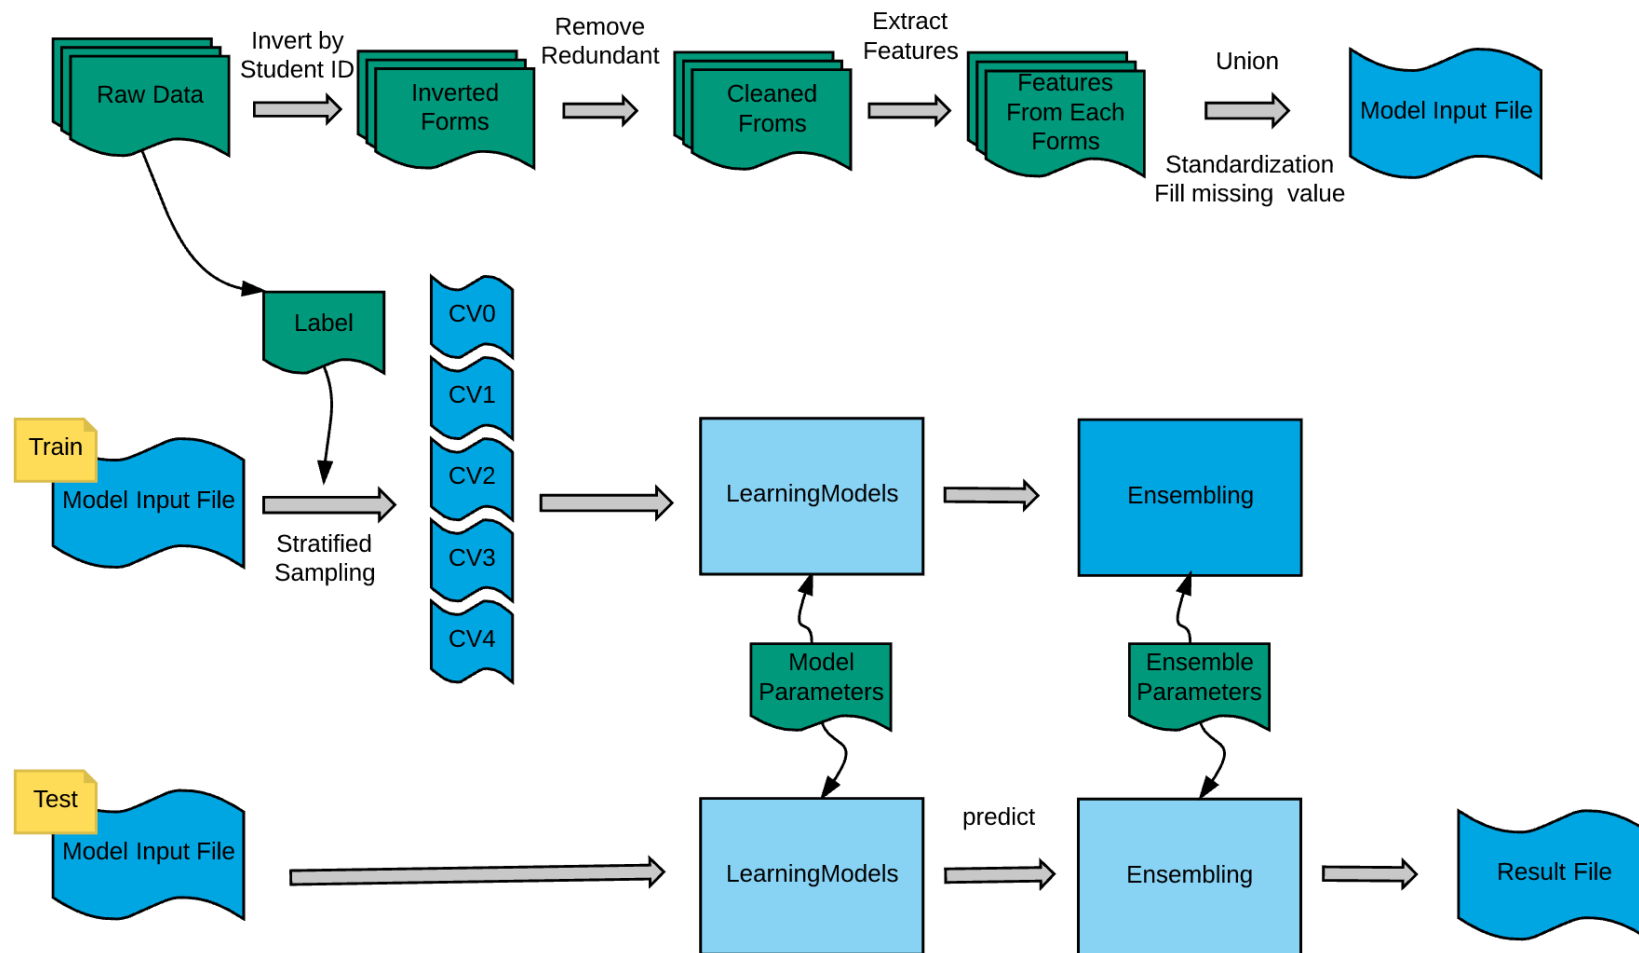 Raw Data
Invert by
Student ID
Inverted
Forms
Remove
Redundant
Cleaned
Froms
Extract
Features
Features
From Each
Forms
Union
Standardization
Fill missing  value
Model Input File
Label
Train
Model Input File
Stratified
Sampling
CV0
CV1
CV2
CV3
CV4
LearningModels
Ensembling
Model
Parameters
Ensemble
Parameters
Test
Model Input File
LearningModels
predict
Ensembling
Result File